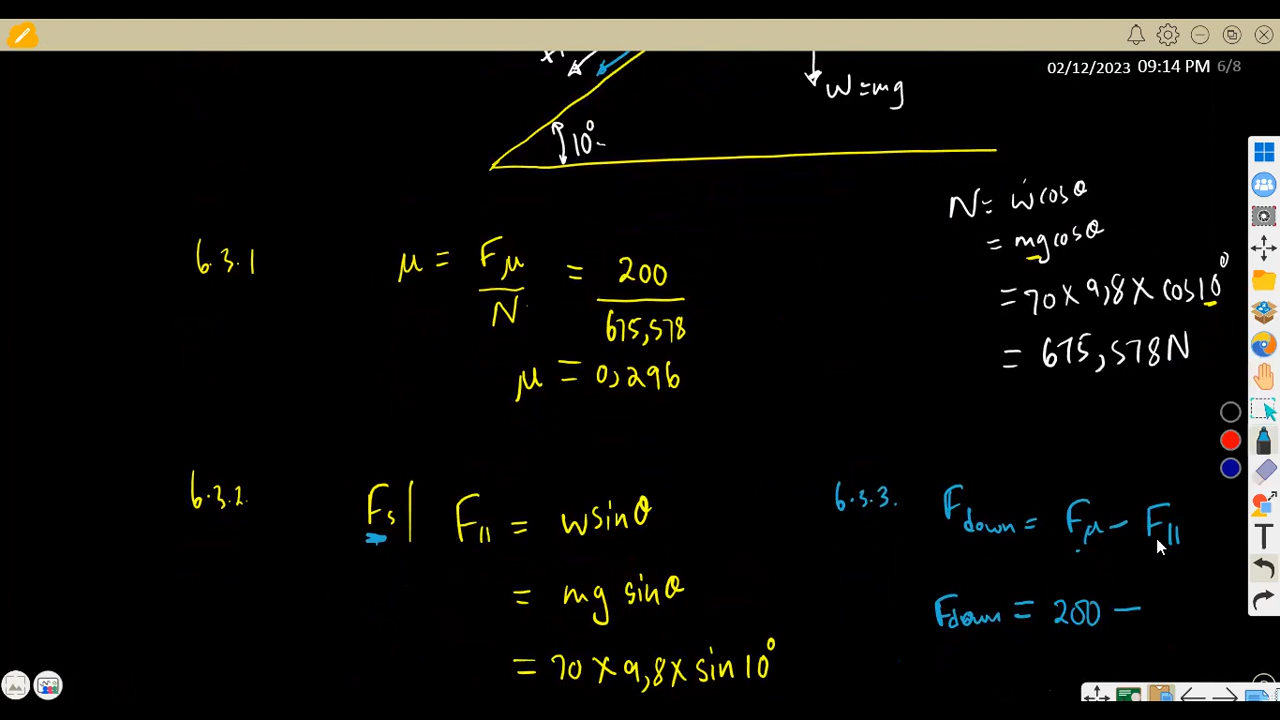 02/12/2023 09:14 PM 6/8
x
W=mg
10°
N= wcosθ
= mgcosθ
= 70×9,8× cos10°
= 675,578N
6.3.1
μ = Fμ/N = 200/675,578
μ = 0,296
6.3.2.
Fs| F|| = wsinθ
= mg sinθ
= 70 × 9,8× sin 10°
6.3.3. Fdown = Fμ - F||
Fdown = 200 -
T